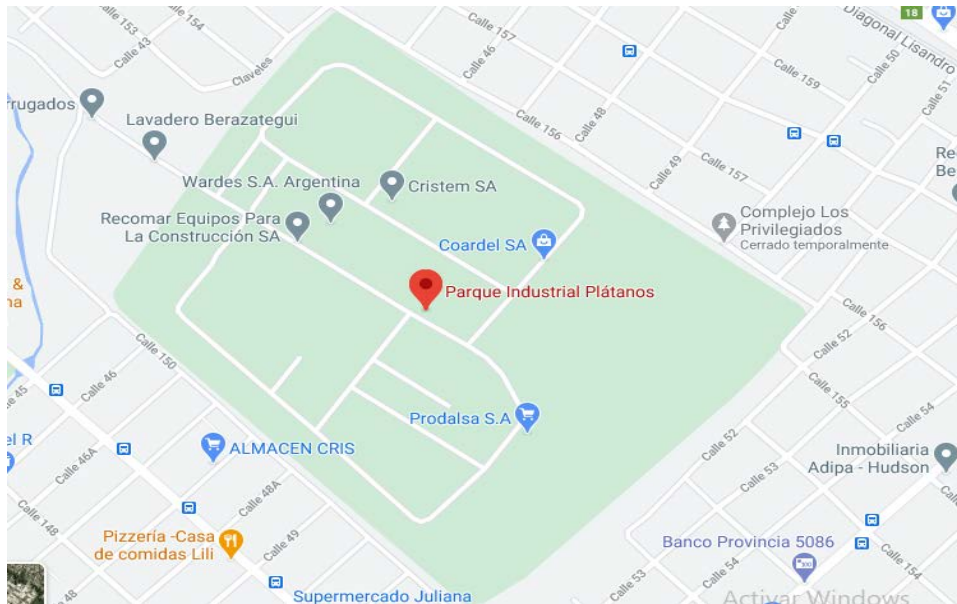 Calle 153
Calle 154
Calle 43
Claveles
Calle 46
Calle 157
18
Diagonal Lisandro
Calle 50
Calle 159
Calle 51
rrugados
Lavadero Berazategui
Calle 156
Calle 48
Calle 49
Calle 157
Re
Be
Wardes S.A. Argentina
Cristem SA
Recomar Equipos Para
La Construcción SA
Coardel SA
Complejo Los
Privilegiados
Cerrado temporalmente
&
na
Parque Industrial Plátanos
Calle 156
Calle 52
Calle 150
Calle 46
Calle 155
Calle 45
Calle 54
Prodalsa S.A
el R
ALMACEN CRIS
Calle 52
Inmobiliaria
Adipa - Hudson
Calle 46A
Calle 53
Calle 48A
Calle 148
Calle 49
Pizzería -Casa
de comidas Lili
Banco Provincia 5086
Calle 54
Calle 53
48
Supermercado Juliana
Activar Windows